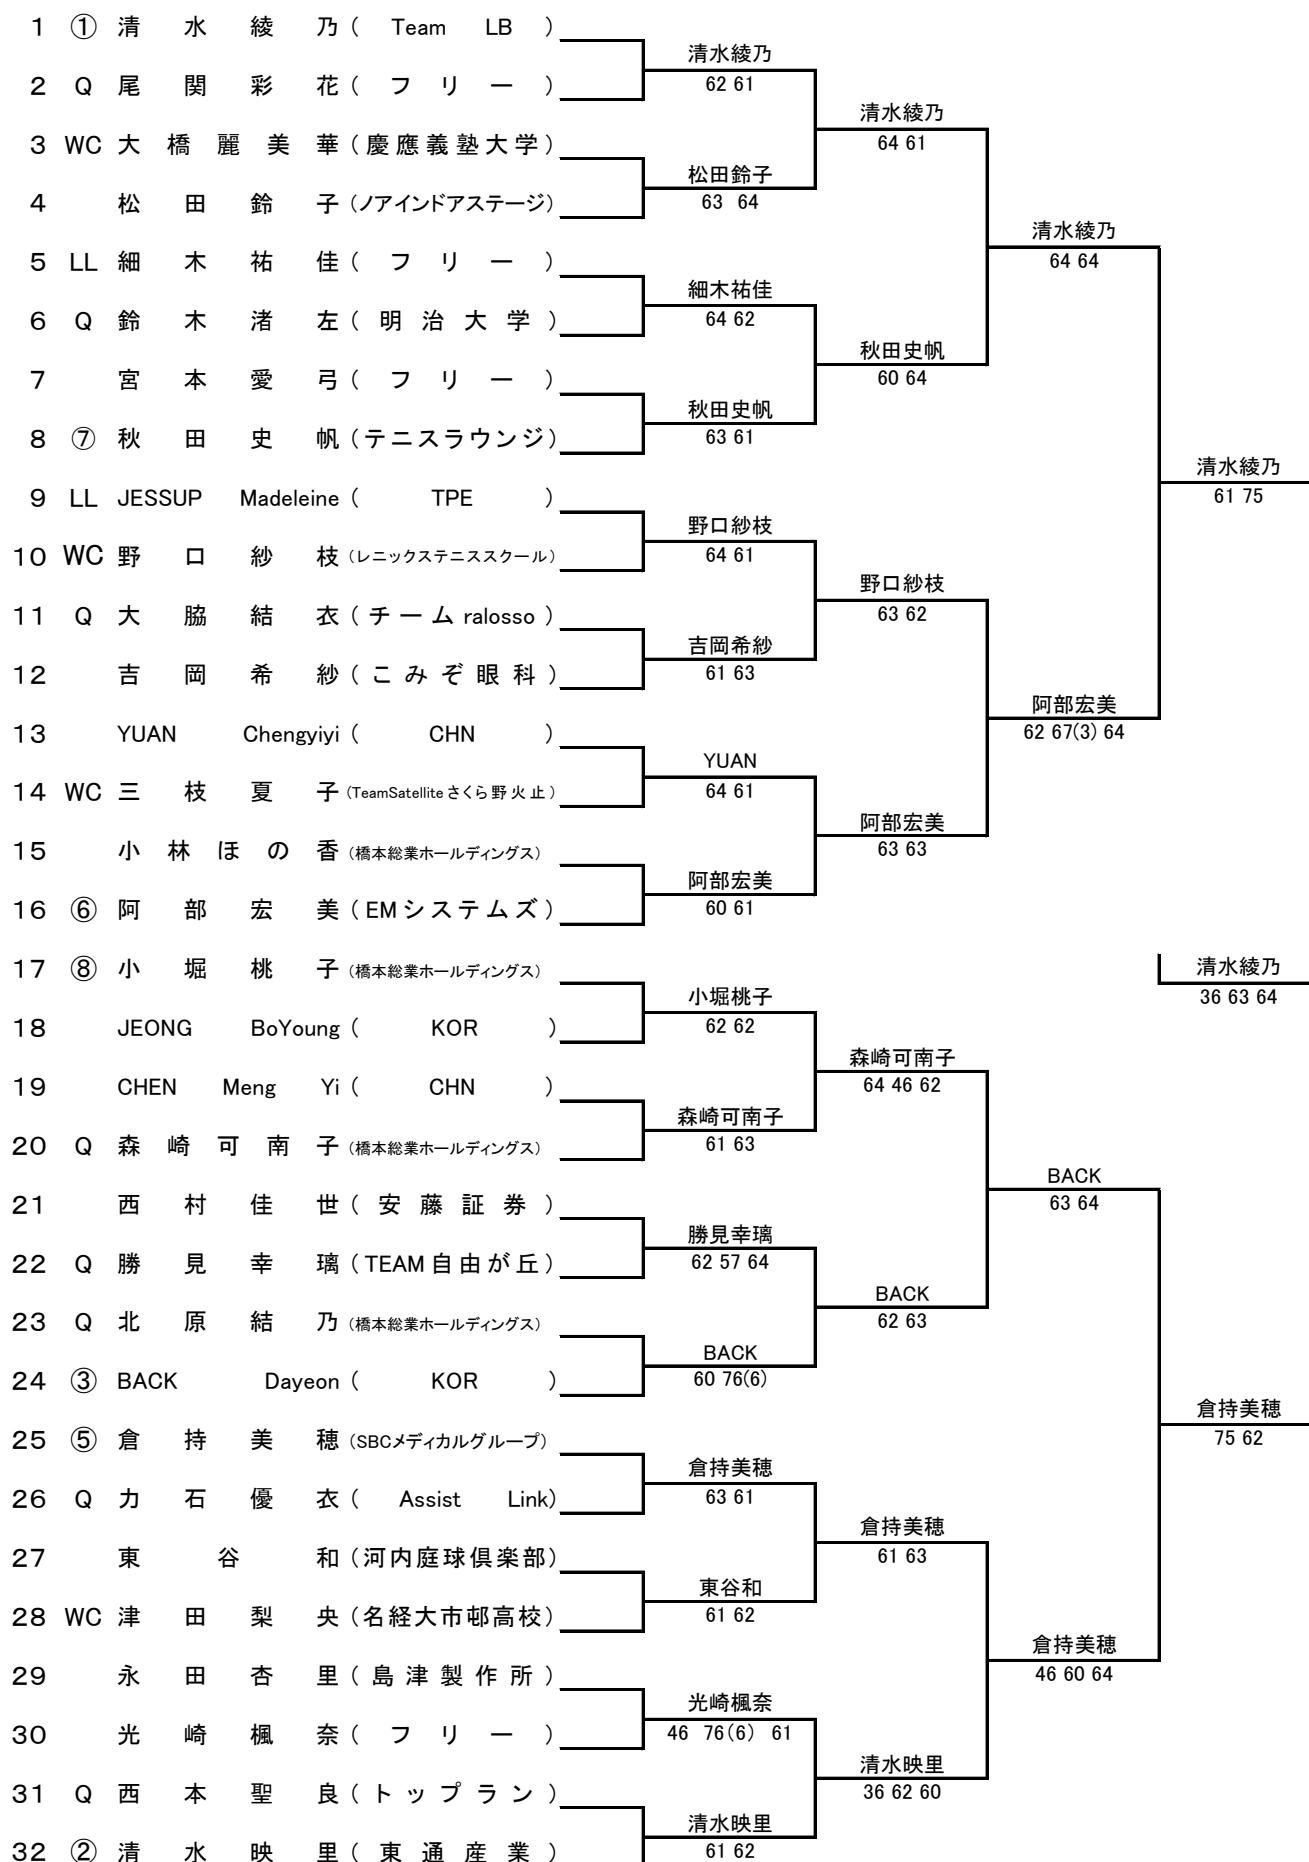 1 ① 清水綾乃 ( Team LB )
清水綾乃
62 61
2 Q 尾関彩花 ( フリー )
清水綾乃
64 61
3 WC 大橋麗美華 (慶應義塾大学)
松田鈴子
63 64
4 松田鈴子 (ノアインドアステージ)
清水綾乃
64 64
5 LL 細木祐佳 ( フリー )
細木祐佳
64 62
6 Q 鈴木渚左 ( 明治大学 )
秋田史帆
60 64
7 宮本愛弓 ( フリー )
秋田史帆
63 61
8 ⑦ 秋田史帆 (テニスラウンジ)
清水綾乃
61 75
9 LL JESSUP Madeleine ( TPE )
野口紗枝
64 61
10 WC 野口紗枝 (レニックステニススクール)
野口紗枝
63 62
11 Q 大脇結衣 (チームralosso)
吉岡希紗
61 63
12 吉岡希紗 (こみぞ眼科)
阿部宏美
62 67(3) 64
13 YUAN Chengyiyi ( CHN )
YUAN
64 61
14 WC 三枝夏子 (TeamSatelliteさくら野火止)
阿部宏美
63 63
15 小林ほの香 (橋本総業ホールディングス)
阿部宏美
60 61
16 ⑥ 阿部宏美 (EMシステムズ)
17 ⑧ 小堀桃子 (橋本総業ホールディングス)
清水綾乃
36 63 64
小堀桃子
62 62
18 JEONG BoYoung ( KOR )
森崎可南子
64 46 62
19 CHEN Meng Yi ( CHN )
森崎可南子
61 63
20 Q 森崎可南子 (橋本総業ホールディングス)
BACK
63 64
21 西村佳世 (安藤証券)
勝見幸璃
62 57 64
22 Q 勝見幸璃 (TEAM自由が丘)
BACK
62 63
23 Q 北原結乃 (橋本総業ホールディングス)
BACK
60 76(6)
24 ③ BACK Dayeon ( KOR )
倉持美穂
75 62
25 ⑤ 倉持美穂 (SBCメディカルグループ)
倉持美穂
63 61
26 Q 力石優衣 ( Assist Link)
倉持美穂
61 63
27 東谷和 (河内庭球倶楽部)
東谷和
61 62
28 WC 津田梨央 (名経大市邨高校)
倉持美穂
46 60 64
29 永田杏里 (島津製作所)
光崎楓奈
46 76(6) 61
30 光崎楓奈 ( フリー )
清水映里
36 62 60
31 Q 西本聖良 (トップラン)
清水映里
61 62
32 ② 清水映里 (東通産業)